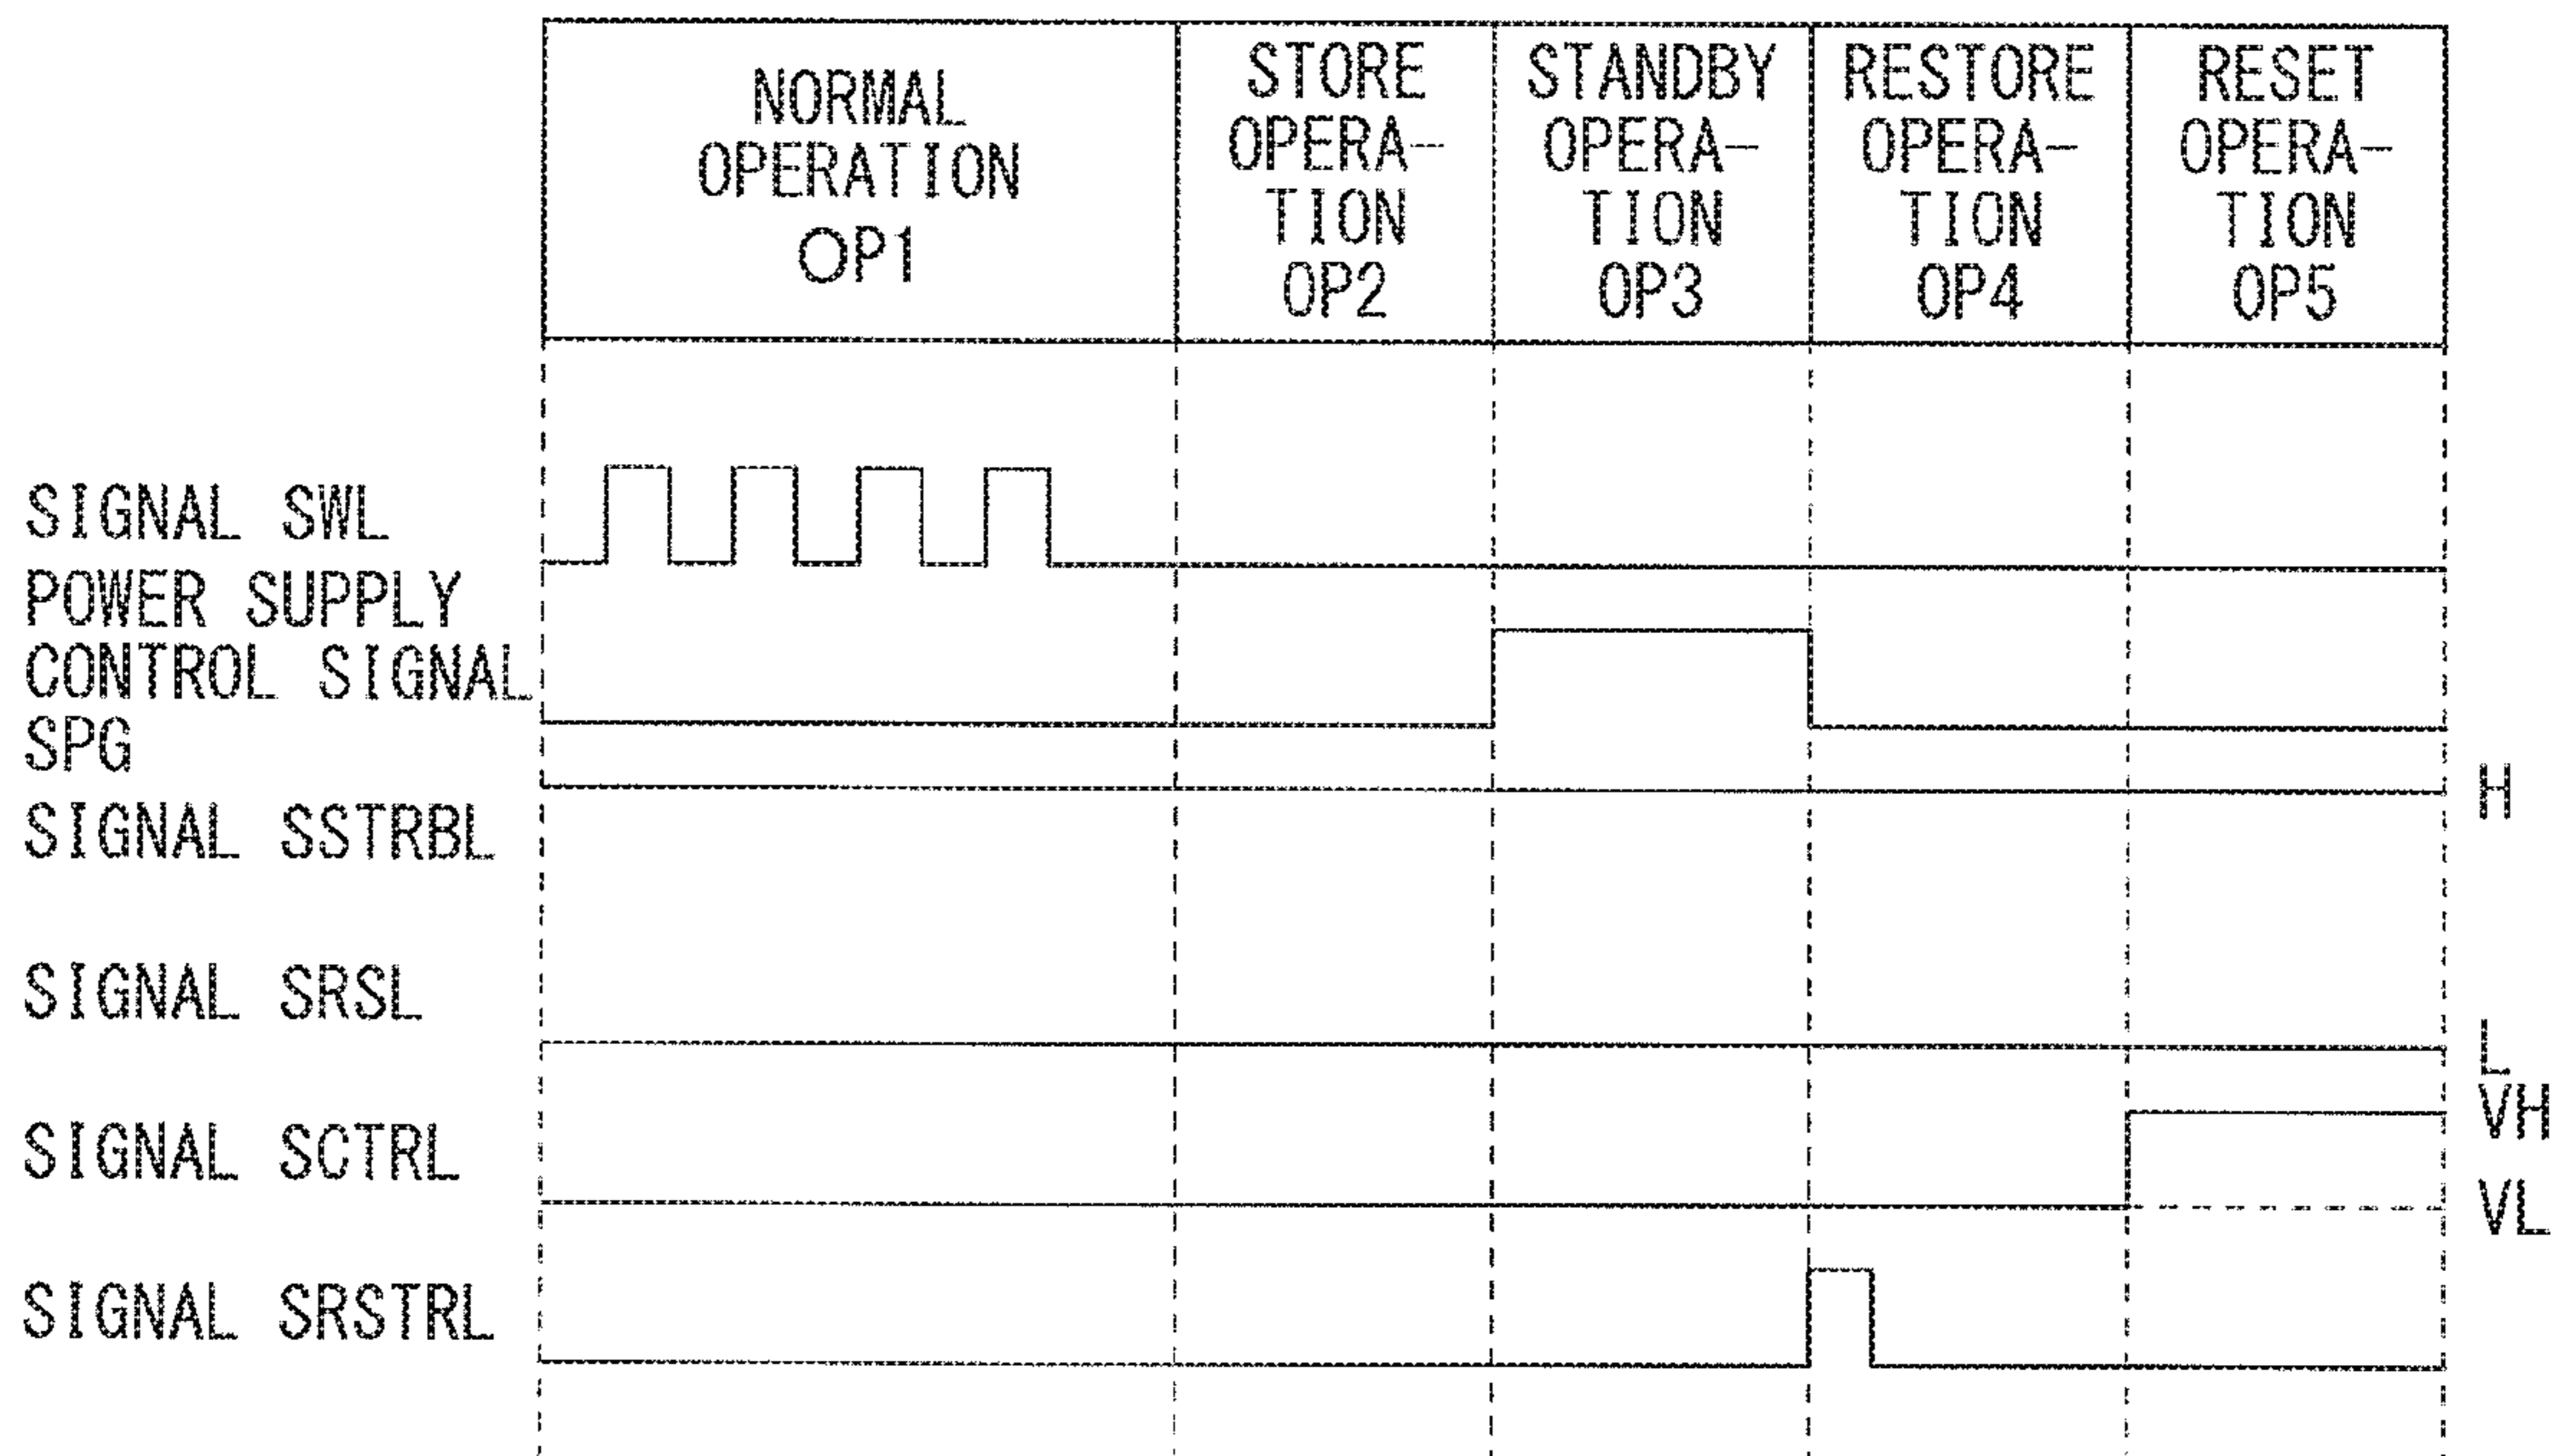 NORMAL
OPERATION
OP1
STORE
OPERA-
TION
OP2
STANDBY
OPERA-
TION
OP3
RESTORE
OPERA-
TION
OP4
RESET
OPERA-
TION
OP5
SIGNAL SWL
POWER SUPPLY
CONTROL SIGNAL
SPG
H
SIGNAL SSTRBL
SIGNAL SRSL
L
VH
SIGNAL SCTRL
VL
SIGNAL SRSTRL